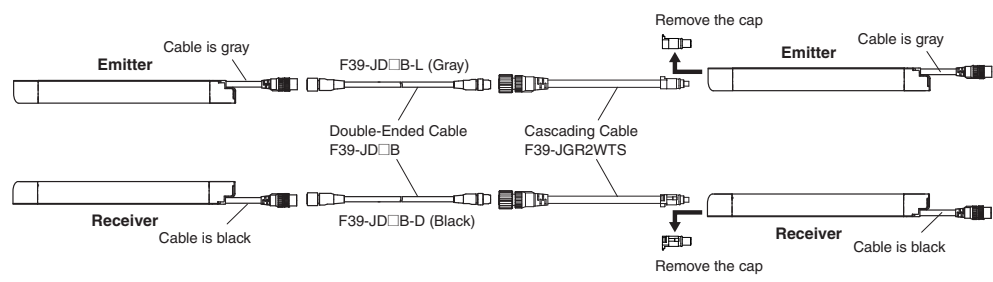 Remove the cap
Cable is gray
Emitter
F39-JD□B-L (Gray)
Emitter
Cable is gray
Double-Ended Cable
F39-JD□B
Cascading Cable
F39-JGR2WTS
Receiver
Cable is black
F39-JD□B-D (Black)
Receiver
Cable is black
Remove the cap